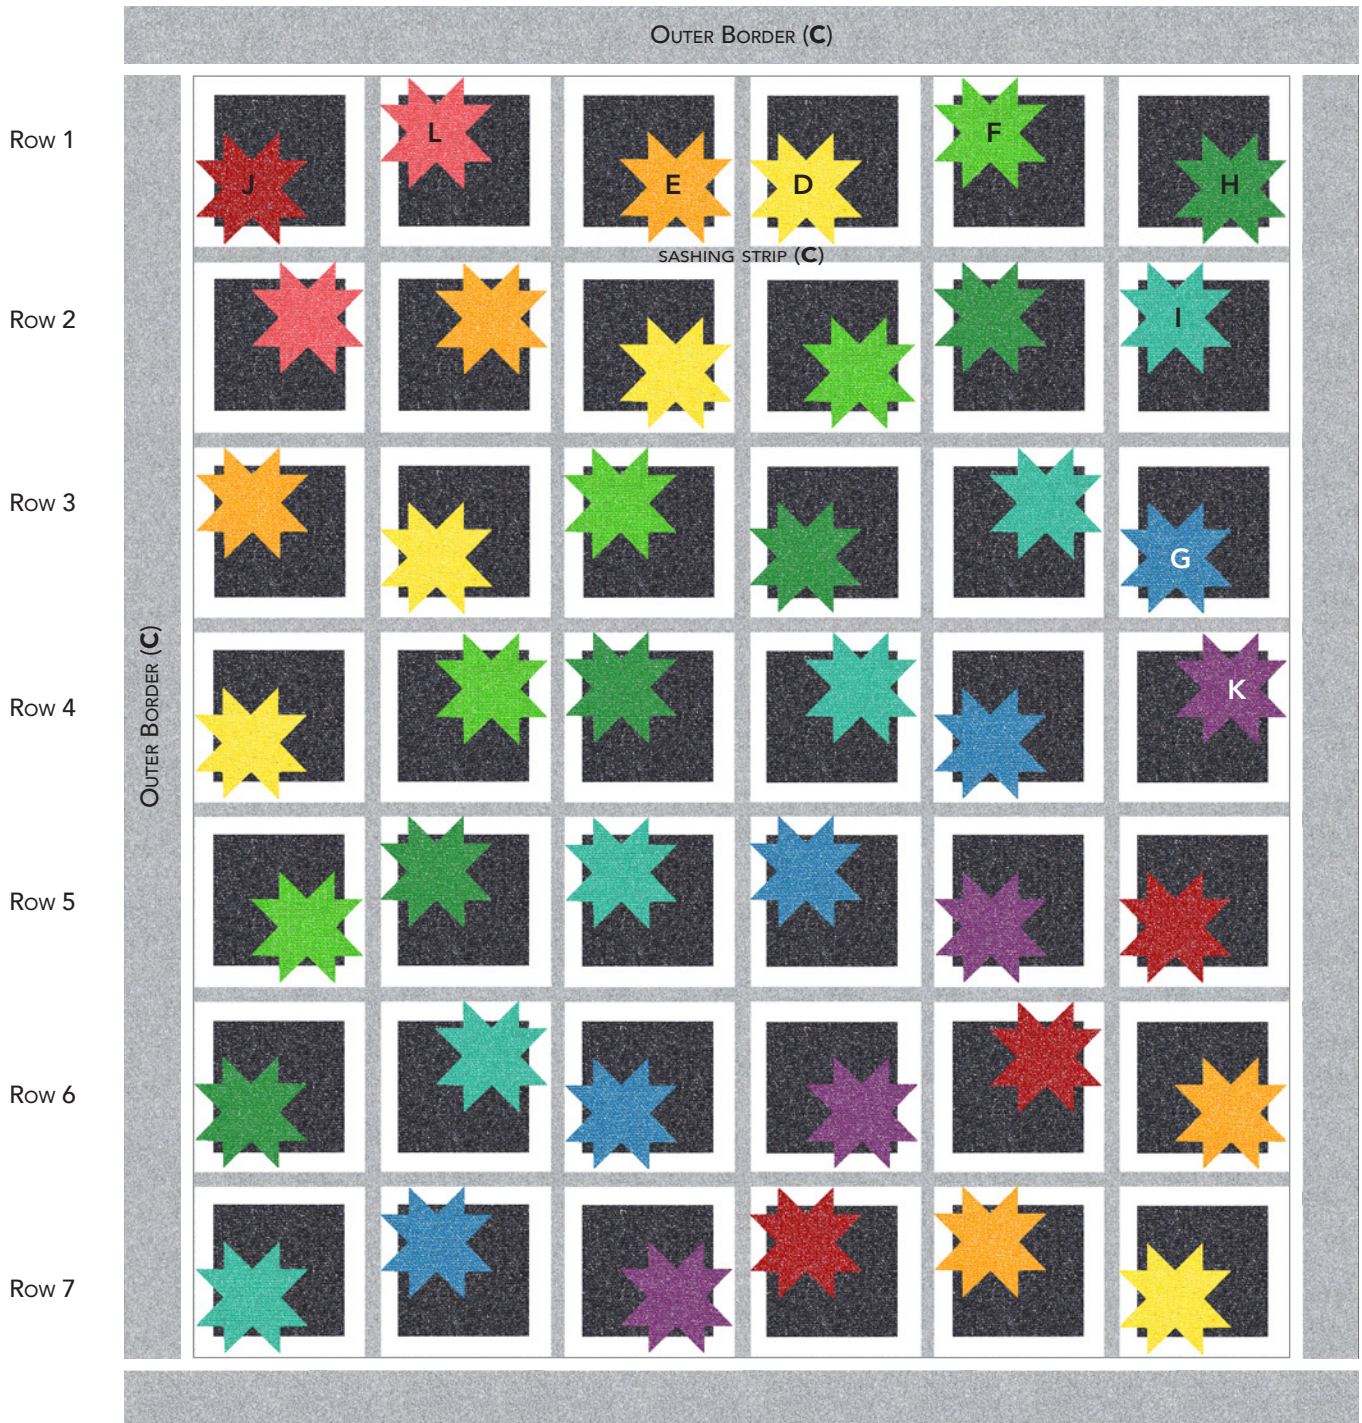 Outer Border (C)
Row 1
J
L
E
D
F
H
sashing strip (C)
Row 2
I
Row 3
G
Outer Border (C)
Row 4
K
Row 5
Row 6
Row 7